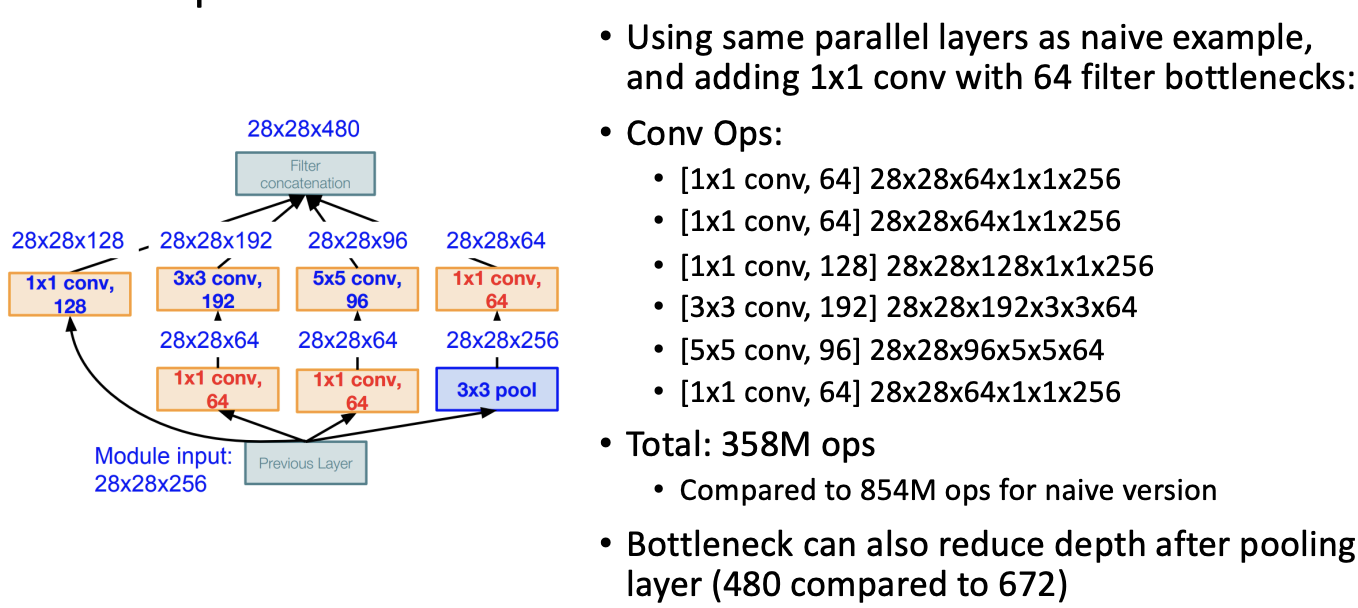 28x28x480
Filter
concatenation
28x28x128
28x28x192
28x28x96
28x28x64
1x1 conv,
128
3x3 conv,
192
5x5 conv,
96
1x1 conv,
64
28x28x64
28x28x64
28x28x256
1x1 conv,
64
1x1 conv,
64
3x3 pool
Module input:
28x28x256
Previous Layer
• Using same parallel layers as naive example,
and adding 1x1 conv with 64 filter bottlenecks:
• Conv Ops:
• [1x1 conv, 64] 28x28x64x1x1x256
• [1x1 conv, 64] 28x28x64x1x1x256
• [1x1 conv, 128] 28x28x128x1x1x256
• [3x3 conv, 192] 28x28x192x3x3x64
• [5x5 conv, 96] 28x28x96x5x5x64
• [1x1 conv, 64] 28x28x64x1x1x256
• Total: 358M ops
• Compared to 854M ops for naive version
• Bottleneck can also reduce depth after pooling
layer (480 compared to 672)